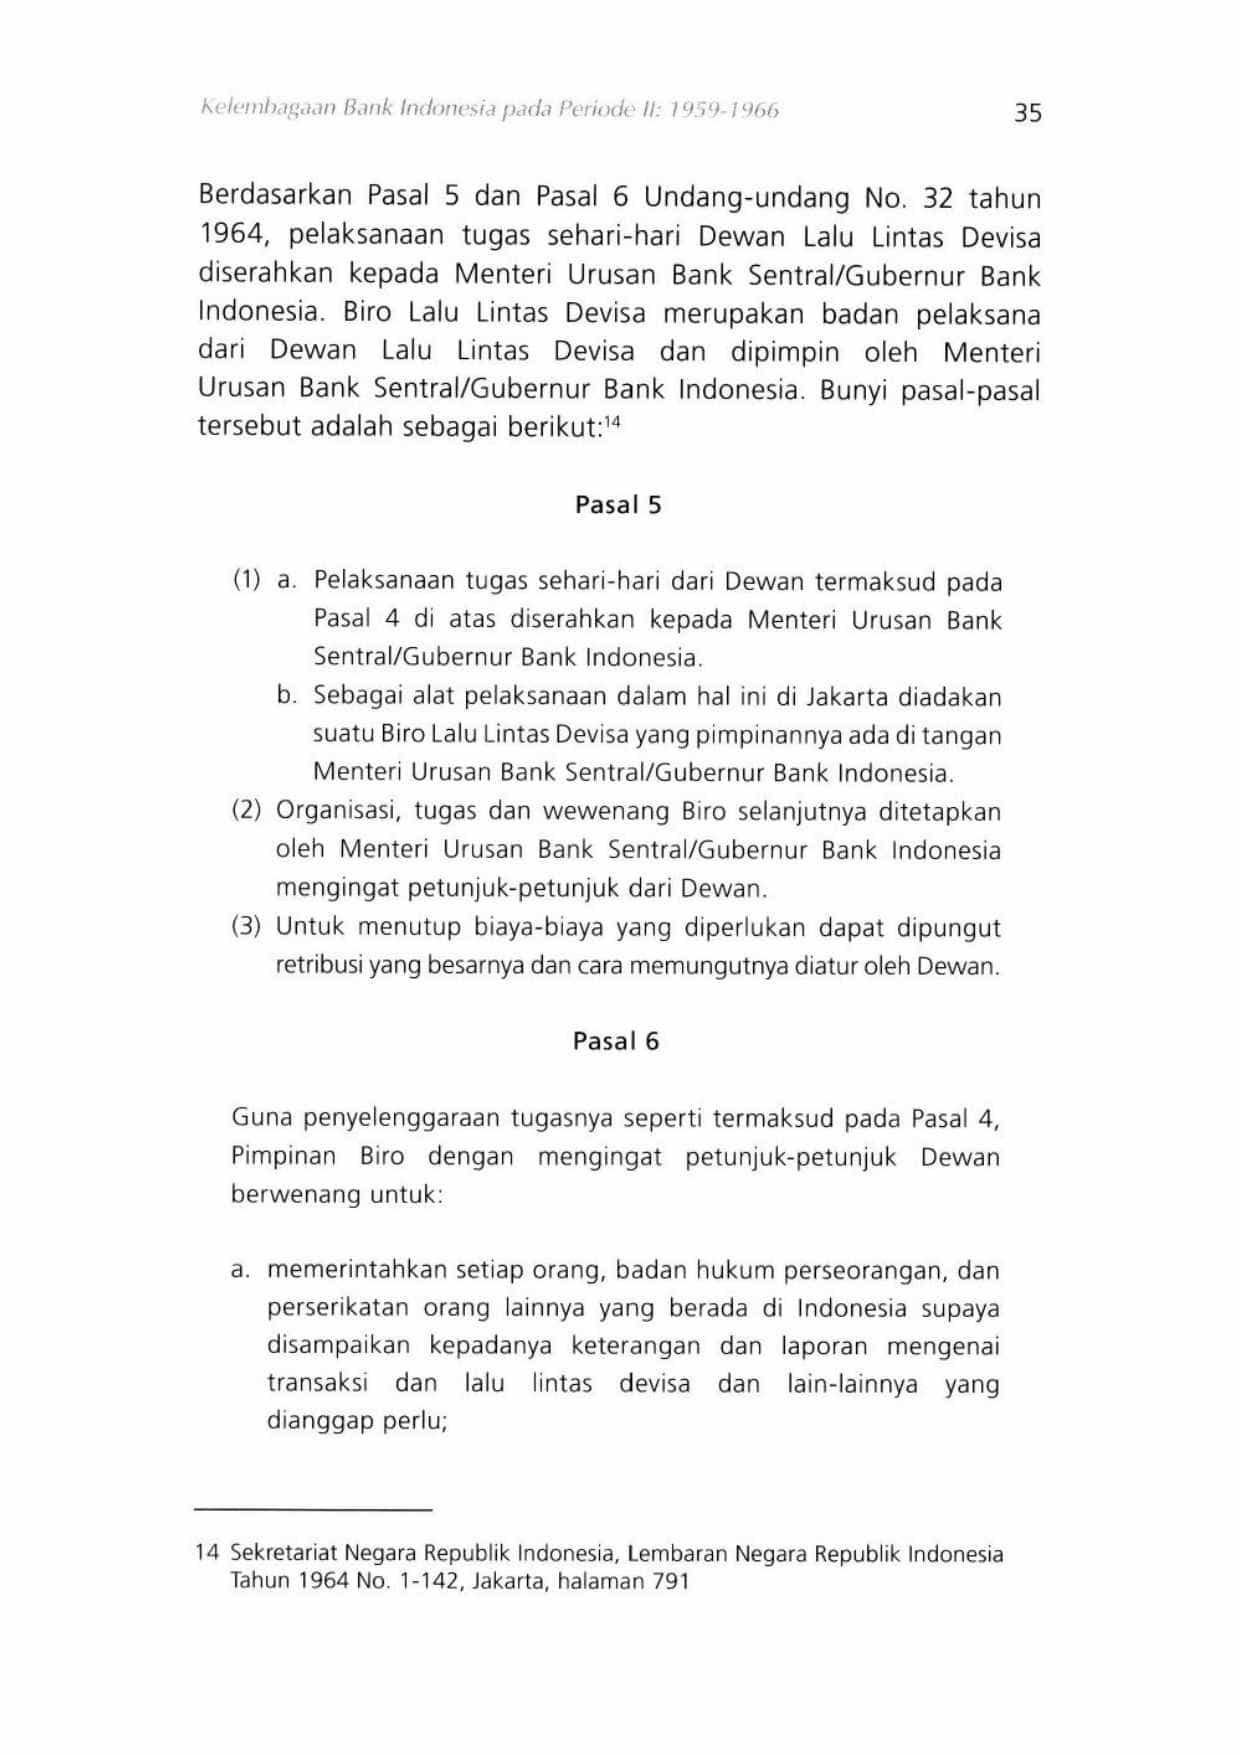 Kelembagaan Bank Indonesia pada Periode II: 1959-1966 35
Berdasarkan Pasal 5 dan Pasal 6 Undang-undang No. 32 tahun
1964, pelaksanaan tugas sehari-hari Dewan Lalu Lintas Devisa
diserahkan kepada Menteri Urusan Bank Sentral/Gubernur Bank
Indonesia. Biro Lalu Lintas Devisa merupakan badan pelaksana
dari Dewan Lalu Lintas Devisa dan dipimpin oleh Menteri
Urusan Bank Sentral/Gubernur Bank Indonesia. Bunyi pasal-pasal
tersebut adalah sebagai berikut:14
Pasal 5
(1) a. Pelaksanaan tugas sehari-hari dari Dewan termaksud pada
Pasal 4 di atas diserahkan kepada Menteri Urusan Bank
Sentral/Gubernur Bank Indonesia.
b. Sebagai alat pelaksanaan dalam hal ini di Jakarta diadakan
suatu Biro Lalu Lintas Devisa yang pimpinannya ada di tangan
Menteri Urusan Bank Sentral/Gubernur Bank Indonesia.
(2) Organisasi, tugas dan wewenang Biro selanjutnya ditetapkan
oleh Menteri Urusan Bank Sentral/Gubernur Bank Indonesia
mengingat petunjuk-petunjuk dari Dewan.
(3) Untuk menutup biaya-biaya yang diperlukan dapat dipungut
retribusi yang besarnya dan cara memungutnya diatur oleh Dewan.
Pasal 6
Guna penyelenggaraan tugasnya seperti termaksud pada Pasal 4,
Pimpinan Biro dengan mengingat petunjuk-petunjuk Dewan
berwenang untuk:
a. memerintahkan setiap orang, badan hukum perseorangan, dan
perserikatan orang lainnya yang berada di Indonesia supaya
disampaikan kepadanya keterangan dan laporan mengenai
transaksi dan lalu lintas devisa dan lain-lainnya yang
dianggap perlu;
14 Sekretariat Negara Republik Indonesia, Lembaran Negara Republik Indonesia
Tahun 1964 No. 1-142, Jakarta, halaman 791